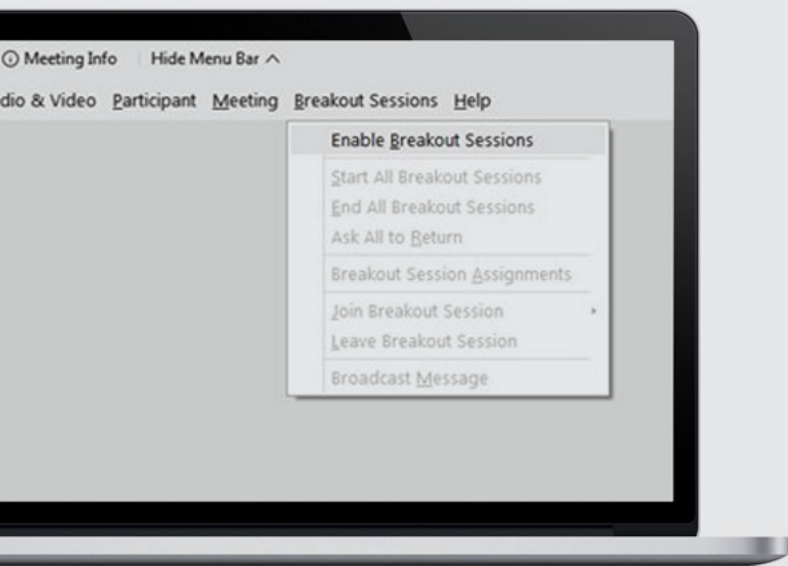 Meeting Info Hide Menu Bar
dio & Video Participant Meeting Breakout Sessions Help
Enable Breakout Sessions
Start All Breakout Sessions
End All Breakout Sessions
Ask All to Return
Breakout Session Assignments
Join Breakout Session
Leave Breakout Session
Broadcast Message